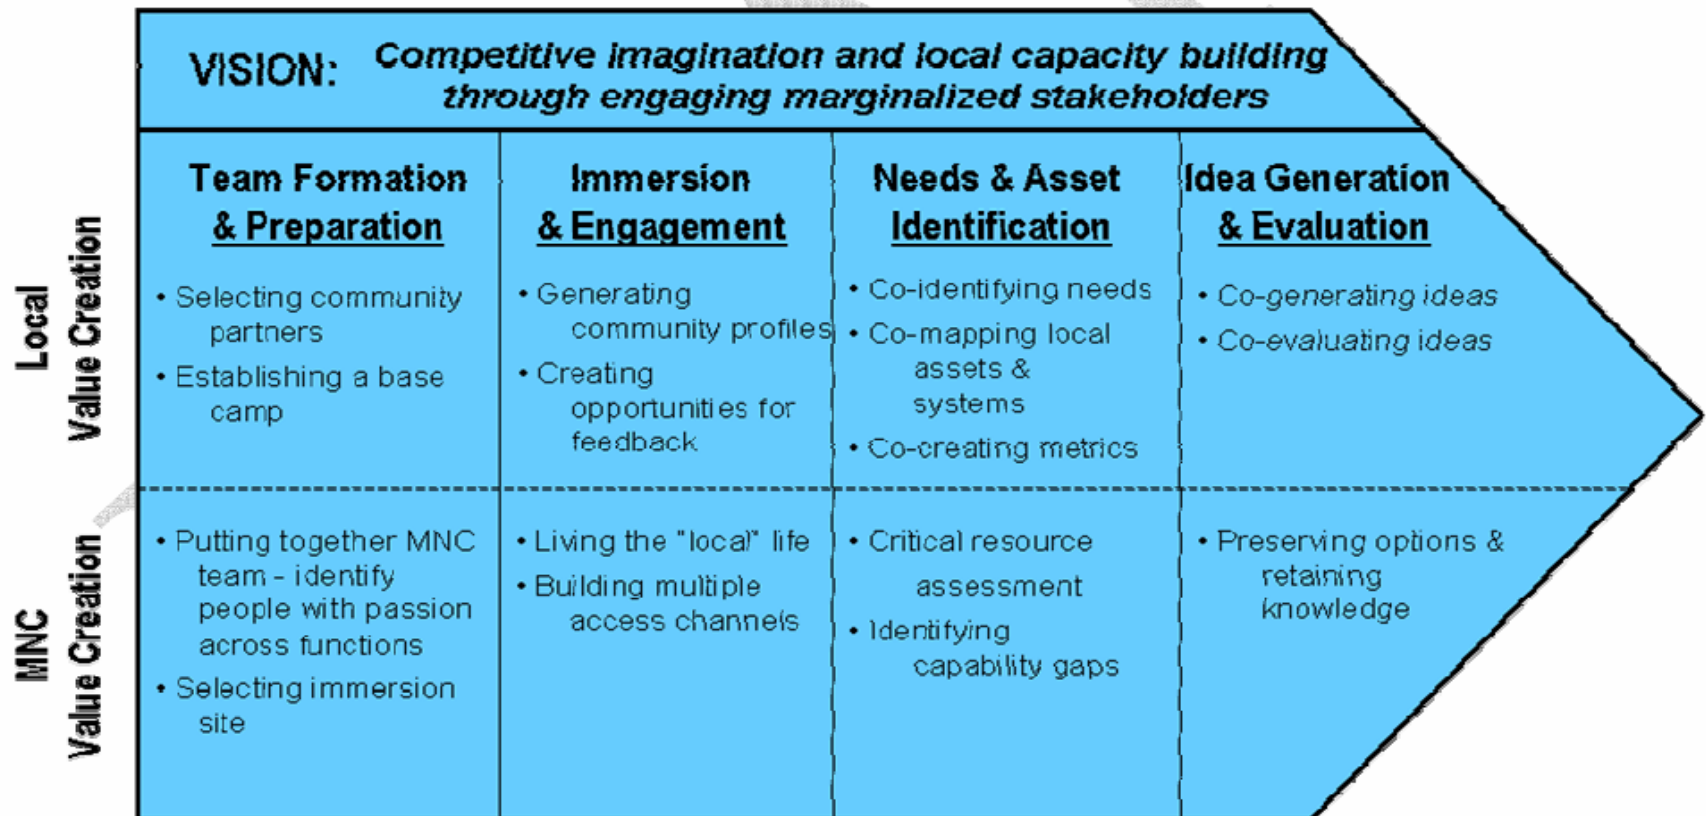 VISION: Competitive imagination and local capacity building
through engaging marginalized stakeholders
Local
Value Creation
Team Formation
& Preparation
• Selecting community
partners
• Establishing a base
camp
Immersion
& Engagement
• Generating
community profiles
• Creating
opportunities for
feedback
Needs & Asset
Identification
• Co-identifying needs
• Co-mapping local
assets &
systems
• Co-creating metrics
Idea Generation
& Evaluation
• Co-generating ideas
• Co-evaluating ideas
MNC
Value Creation
• Putting together MNC
team - identify
people with passion
across functions
• Selecting immersion
site
• Living the "local" life
• Building multiple
access channels
• Critical resource
assessment
• Identifying
capability gaps
• Preserving options &
retaining
knowledge